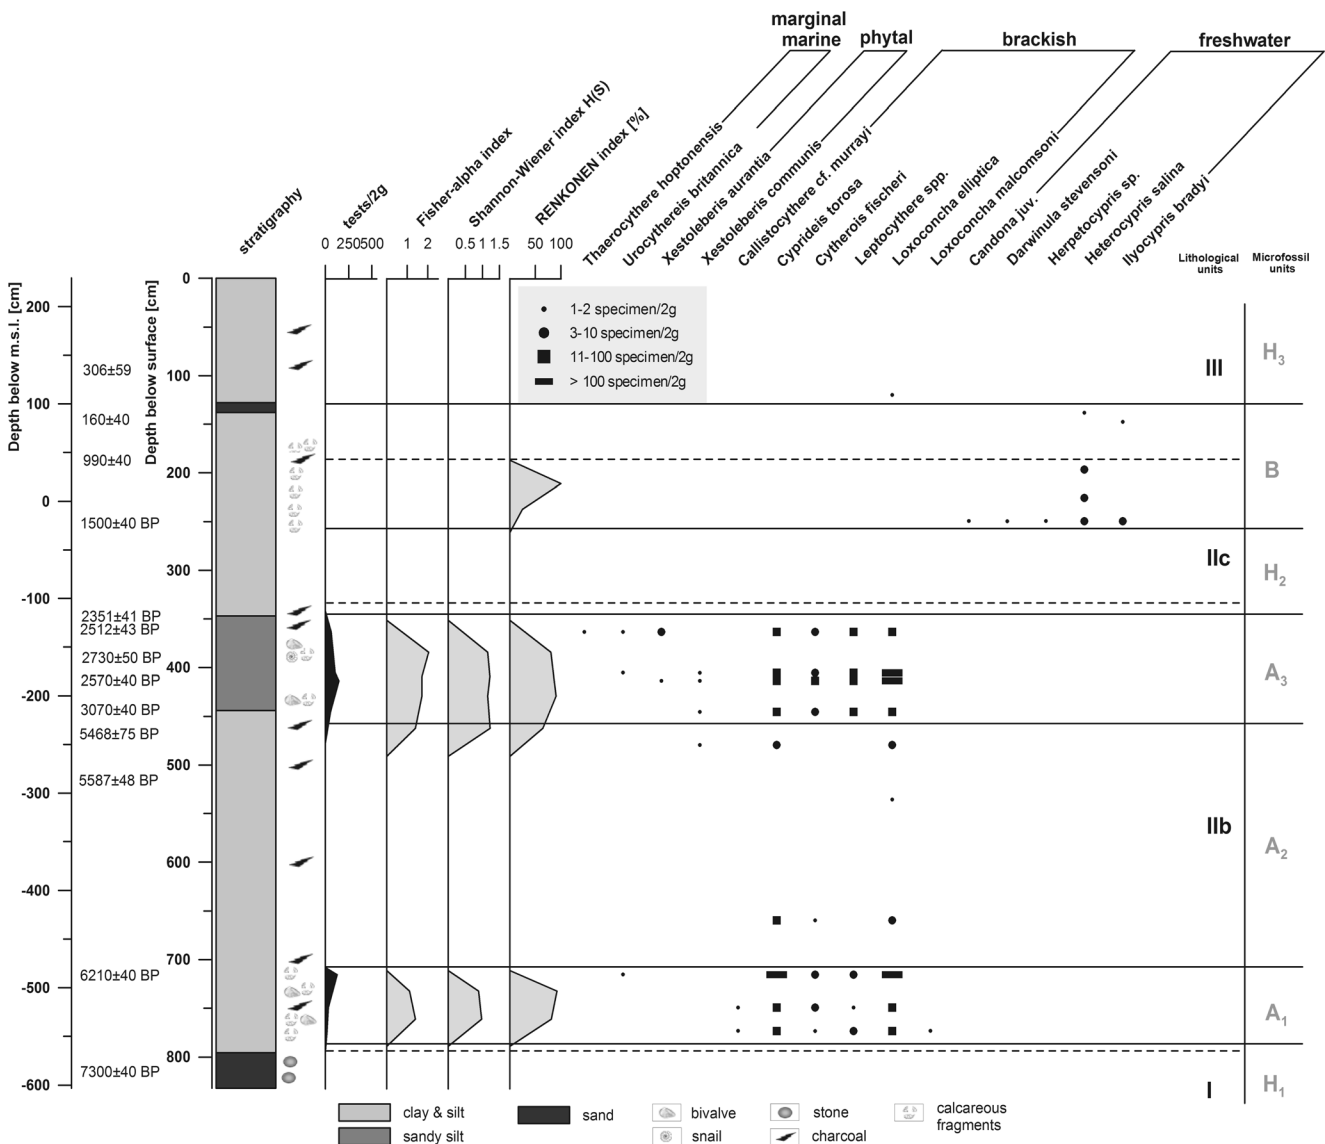 marginal
marine
phytal
brackish
freshwater
stratigraphy
tests/2g
Fisher-alpha index
Shannon-Wiener index H(S)
RENKONEN index [%]
Thaerocythere hoptonensis
Urocythereis britannica
Xestoleberis aurantia
Xestoleberis communis
Callistocythere cf. murrayi
Cyprideis torosa
Cytherois fischeri
Leptocythere spp.
Loxoconcha elliptica
Loxoconcha malcomsoni
Candona juv.
Darwinula stevensoni
Herpetocypris sp.
Heterocypris salina
Ilyocypris bradyi
0 250 500
1 2
0.5 1 1.5
50 100
Lithological
units
Microfossil
units
Depth below m.s.l. [cm]
200
100
0
-100
-200
-300
-400
-500
-600
306±59
160±40
990±40
1500±40 BP
2351±41 BP
2512±43 BP
2730±50 BP
2570±40 BP
3070±40 BP
5468±75 BP
5587±48 BP
6210±40 BP
7300±40 BP
Depth below surface [cm]
0
100
200
300
400
500
600
700
800
1-2 specimen/2g
3-10 specimen/2g
11-100 specimen/2g
> 100 specimen/2g
III
IIc
IIb
I
H3
B
H2
A3
A2
A1
H1
clay & silt
sandy silt
sand
bivalve
snail
stone
charcoal
calcareous
fragments